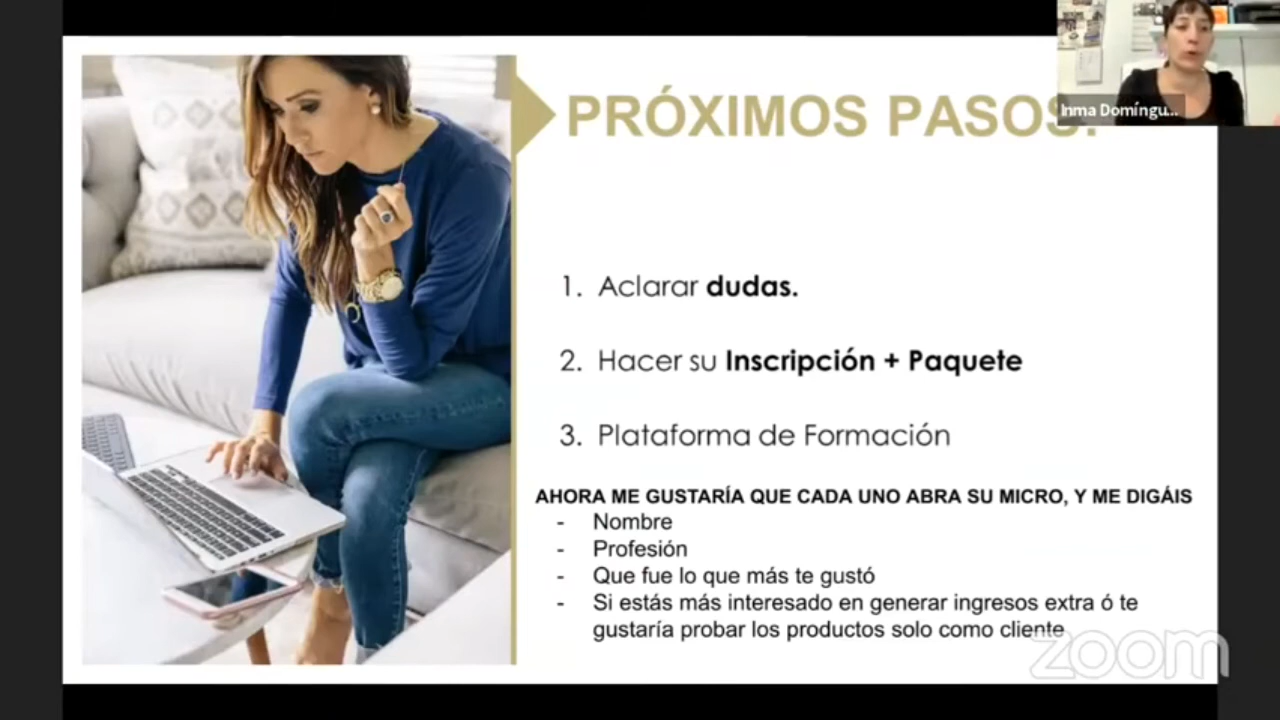 PRÓXIMOS PASOS:
Inma Domíngu...
1. Aclarar dudas.
2. Hacer su Inscripción + Paquete
3. Plataforma de Formación
AHORA ME GUSTARÍA QUE CADA UNO ABRA SU MICRO, Y ME DIGÁIS
- Nombre
- Profesión
- Que fue lo que más te gustó
- Si estás más interesado en generar ingresos extra ó te
gustaría probar los productos solo como cliente
zoom